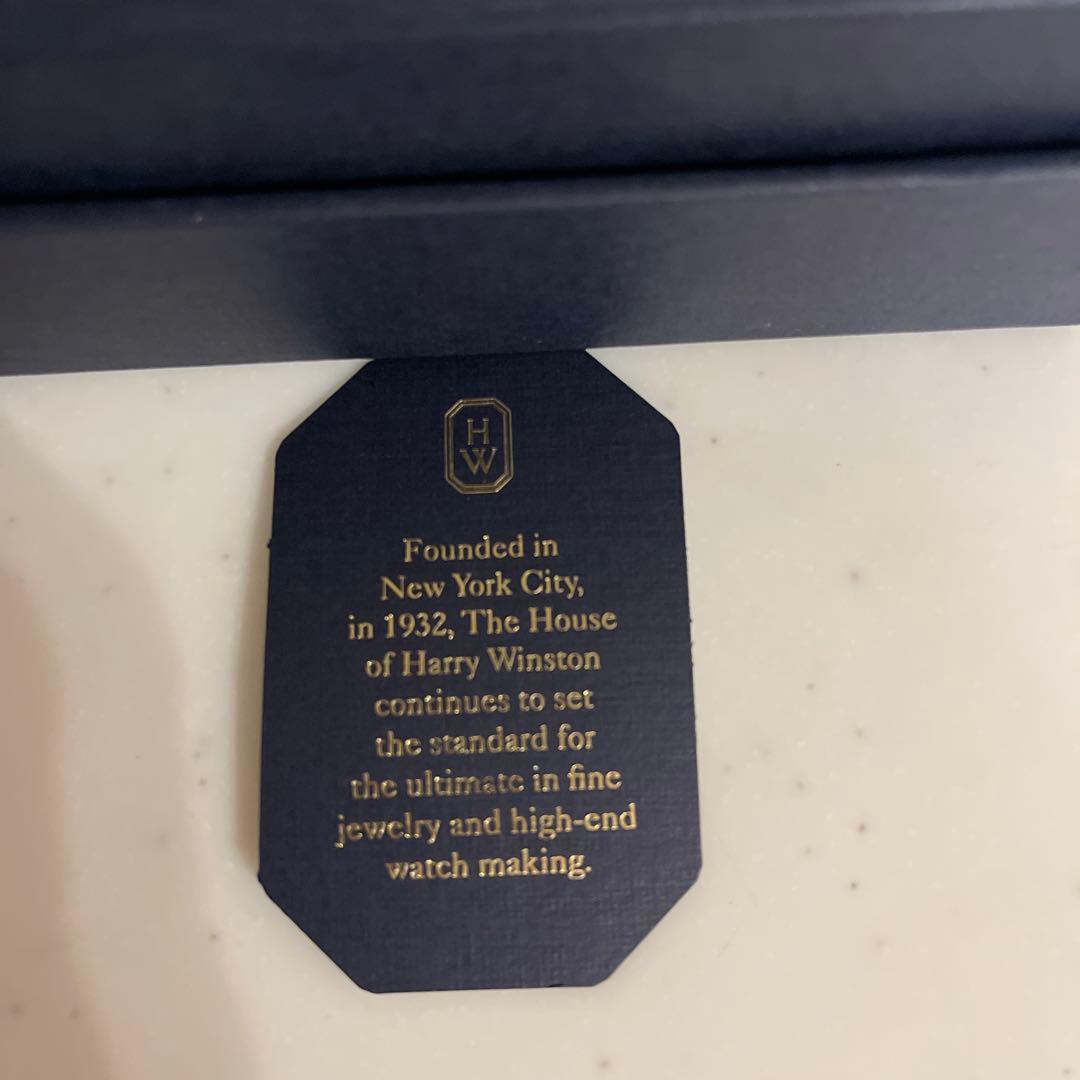 H
W
Founded in
New York City,
in 1932, The House
of Harry Winston
continues to set
the standard for
the ultimate in fine
jewelry and high-end
watch making.